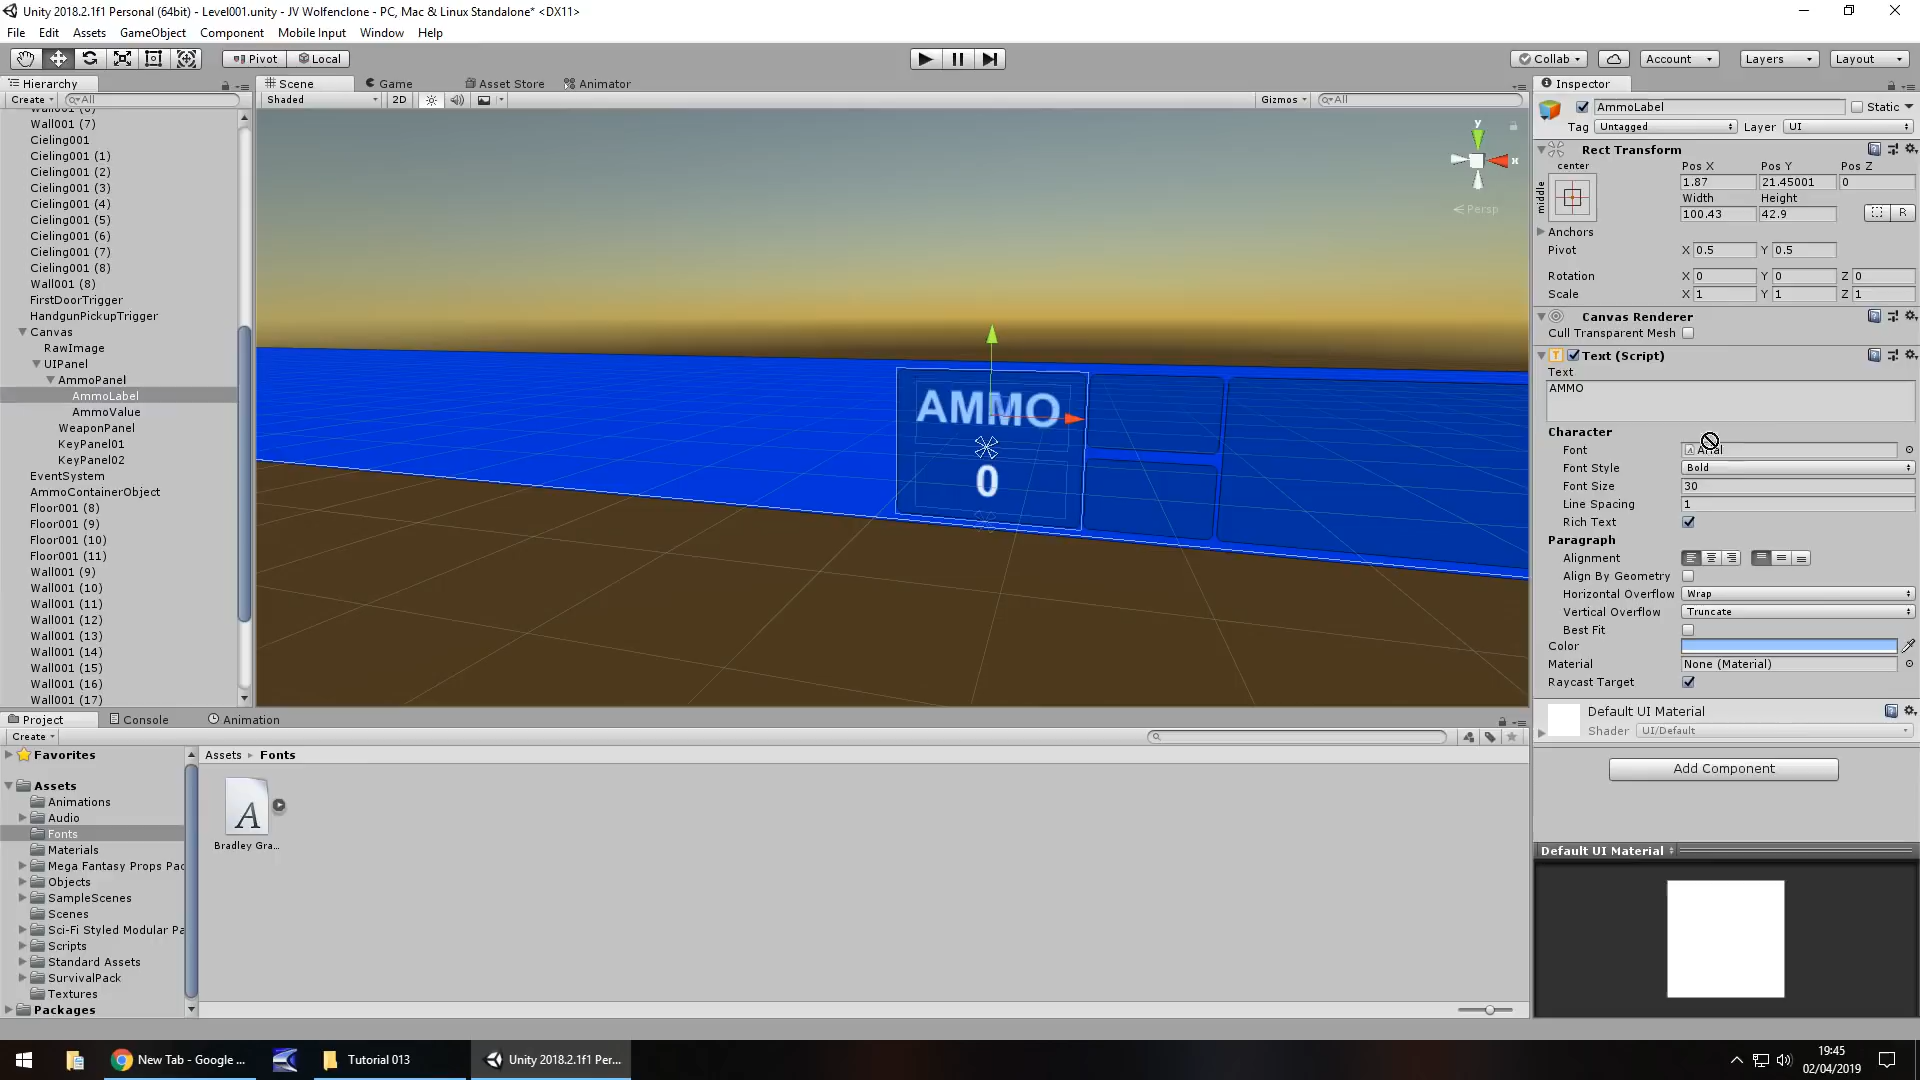 Unity 2018.2.1f1 Personal (64bit) - Level001.unity - JV Wolfenclone - PC, Mac & Linux Standalone* <DX11>
File Edit Assets GameObject Component Mobile Input Window Help
Pivot Local Collab Account Layers Layout
Hierarchy Scene Game Asset Store Animator Inspector
Create All Shaded 2D Gizmos All
AmmoLabel Static
Tag Untagged Layer UI
Wall001 (7)
Cieling001
Cieling001 (1)
Cieling001 (2)
Cieling001 (3)
Cieling001 (4)
Cieling001 (5)
Cieling001 (6)
Cieling001 (7)
Cieling001 (8)
Wall001 (8)
FirstDoorTrigger
HandgunPickupTrigger
Canvas
RawImage
UIPanel
AmmoPanel
AmmoLabel
AmmoValue
WeaponPanel
KeyPanel01
KeyPanel02
EventSystem
AmmoContainerObject
Floor001 (8)
Floor001 (9)
Floor001 (10)
Floor001 (11)
Wall001 (9)
Wall001 (10)
Wall001 (11)
Wall001 (12)
Wall001 (13)
Wall001 (14)
Wall001 (15)
Wall001 (16)
Wall001 (17)
y
x
Persp
AMMO
0
Rect Transform
center Pos X Pos Y Pos Z
middle 1.87 21.45001 0
Width Height
100.43 42.9 R
Anchors
Pivot X 0.5 Y 0.5
Rotation X 0 Y 0 Z 0
Scale X 1 Y 1 Z 1
Canvas Renderer
Cull Transparent Mesh
Text (Script)
Text
AMMO
Character
Font Arial
Font Style Bold
Font Size 30
Line Spacing 1
Rich Text
Paragraph
Alignment
Align By Geometry
Horizontal Overflow Wrap
Vertical Overflow Truncate
Best Fit
Color
Material None (Material)
Raycast Target
Default UI Material
Shader UI/Default
Add Component
Default UI Material
Project Console Animation
Create
Favorites
Assets
Animations
Audio
Fonts
Materials
Mega Fantasy Props Pac
Objects
SampleScenes
Scenes
Sci-Fi Styled Modular Pa
Scripts
Standard Assets
SurvivalPack
Textures
Packages
Assets Fonts
A
Bradley Gra...
New Tab - Google ... Tutorial 013 Unity 2018.2.1f1 Per...
19:45
02/04/2019